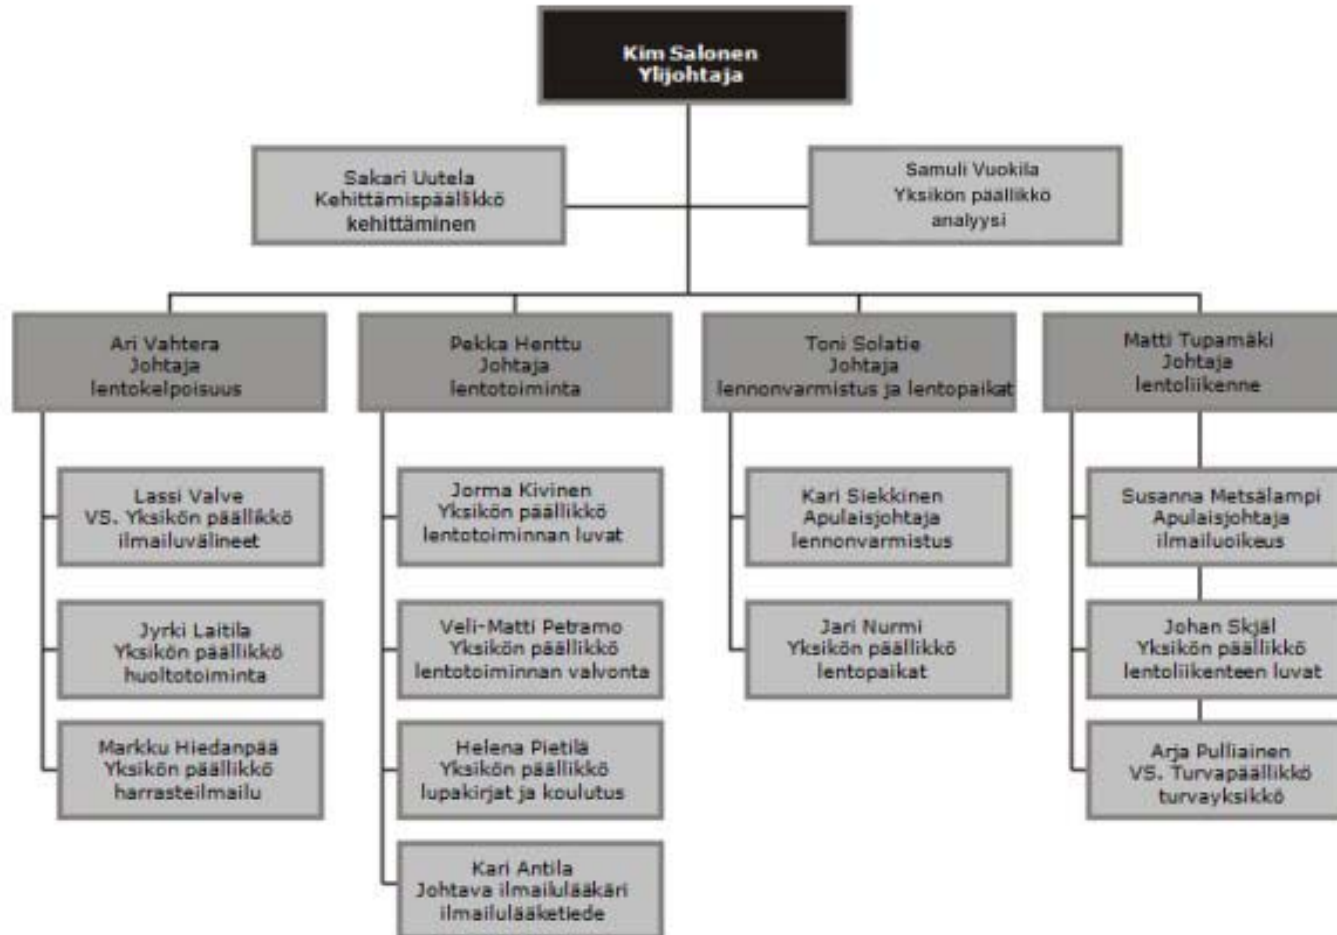 Kim Salonen
Ylijohtaja
Sakari Uutela
Kehittämispäällikkö
kehittäminen
Samuli Vuokila
Yksikön päällikkö
analyysi
Ari Vahtera
Johtaja
lentokelpoisuus
Pekka Henttu
Johtaja
lentotoiminta
Toni Solatie
Johtaja
lennonvarmistus ja lentopaikat
Matti Tupamäki
Johtaja
lentoliikenne
Lassi Valve
VS. Yksikön päällikkö
ilmailuvälineet
Jyrki Laitila
Yksikön päällikkö
huoltotoiminta
Markku Hiedanpää
Yksikön päällikkö
harrasteilmailu
Jorma Kivinen
Yksikön päällikkö
lentotoiminnan luvat
Veli-Matti Petramo
Yksikön päällikkö
lentotoiminnan valvonta
Helena Pietilä
Yksikön päällikkö
lupakirjat ja koulutus
Kari Antila
Johtava ilmailulääkäri
ilmailulääketiede
Kari Siekkinen
Apulaisjohtaja
lennonvarmistus
Jari Nurmi
Yksikön päällikkö
lentopaikat
Susanna Metsälampi
Apulaisjohtaja
ilmailuoikeus
Johan Skjäl
Yksikön päällikkö
lentoliikenteen luvat
Arja Pulliainen
VS. Turvapäällikkö
turvayksikkö